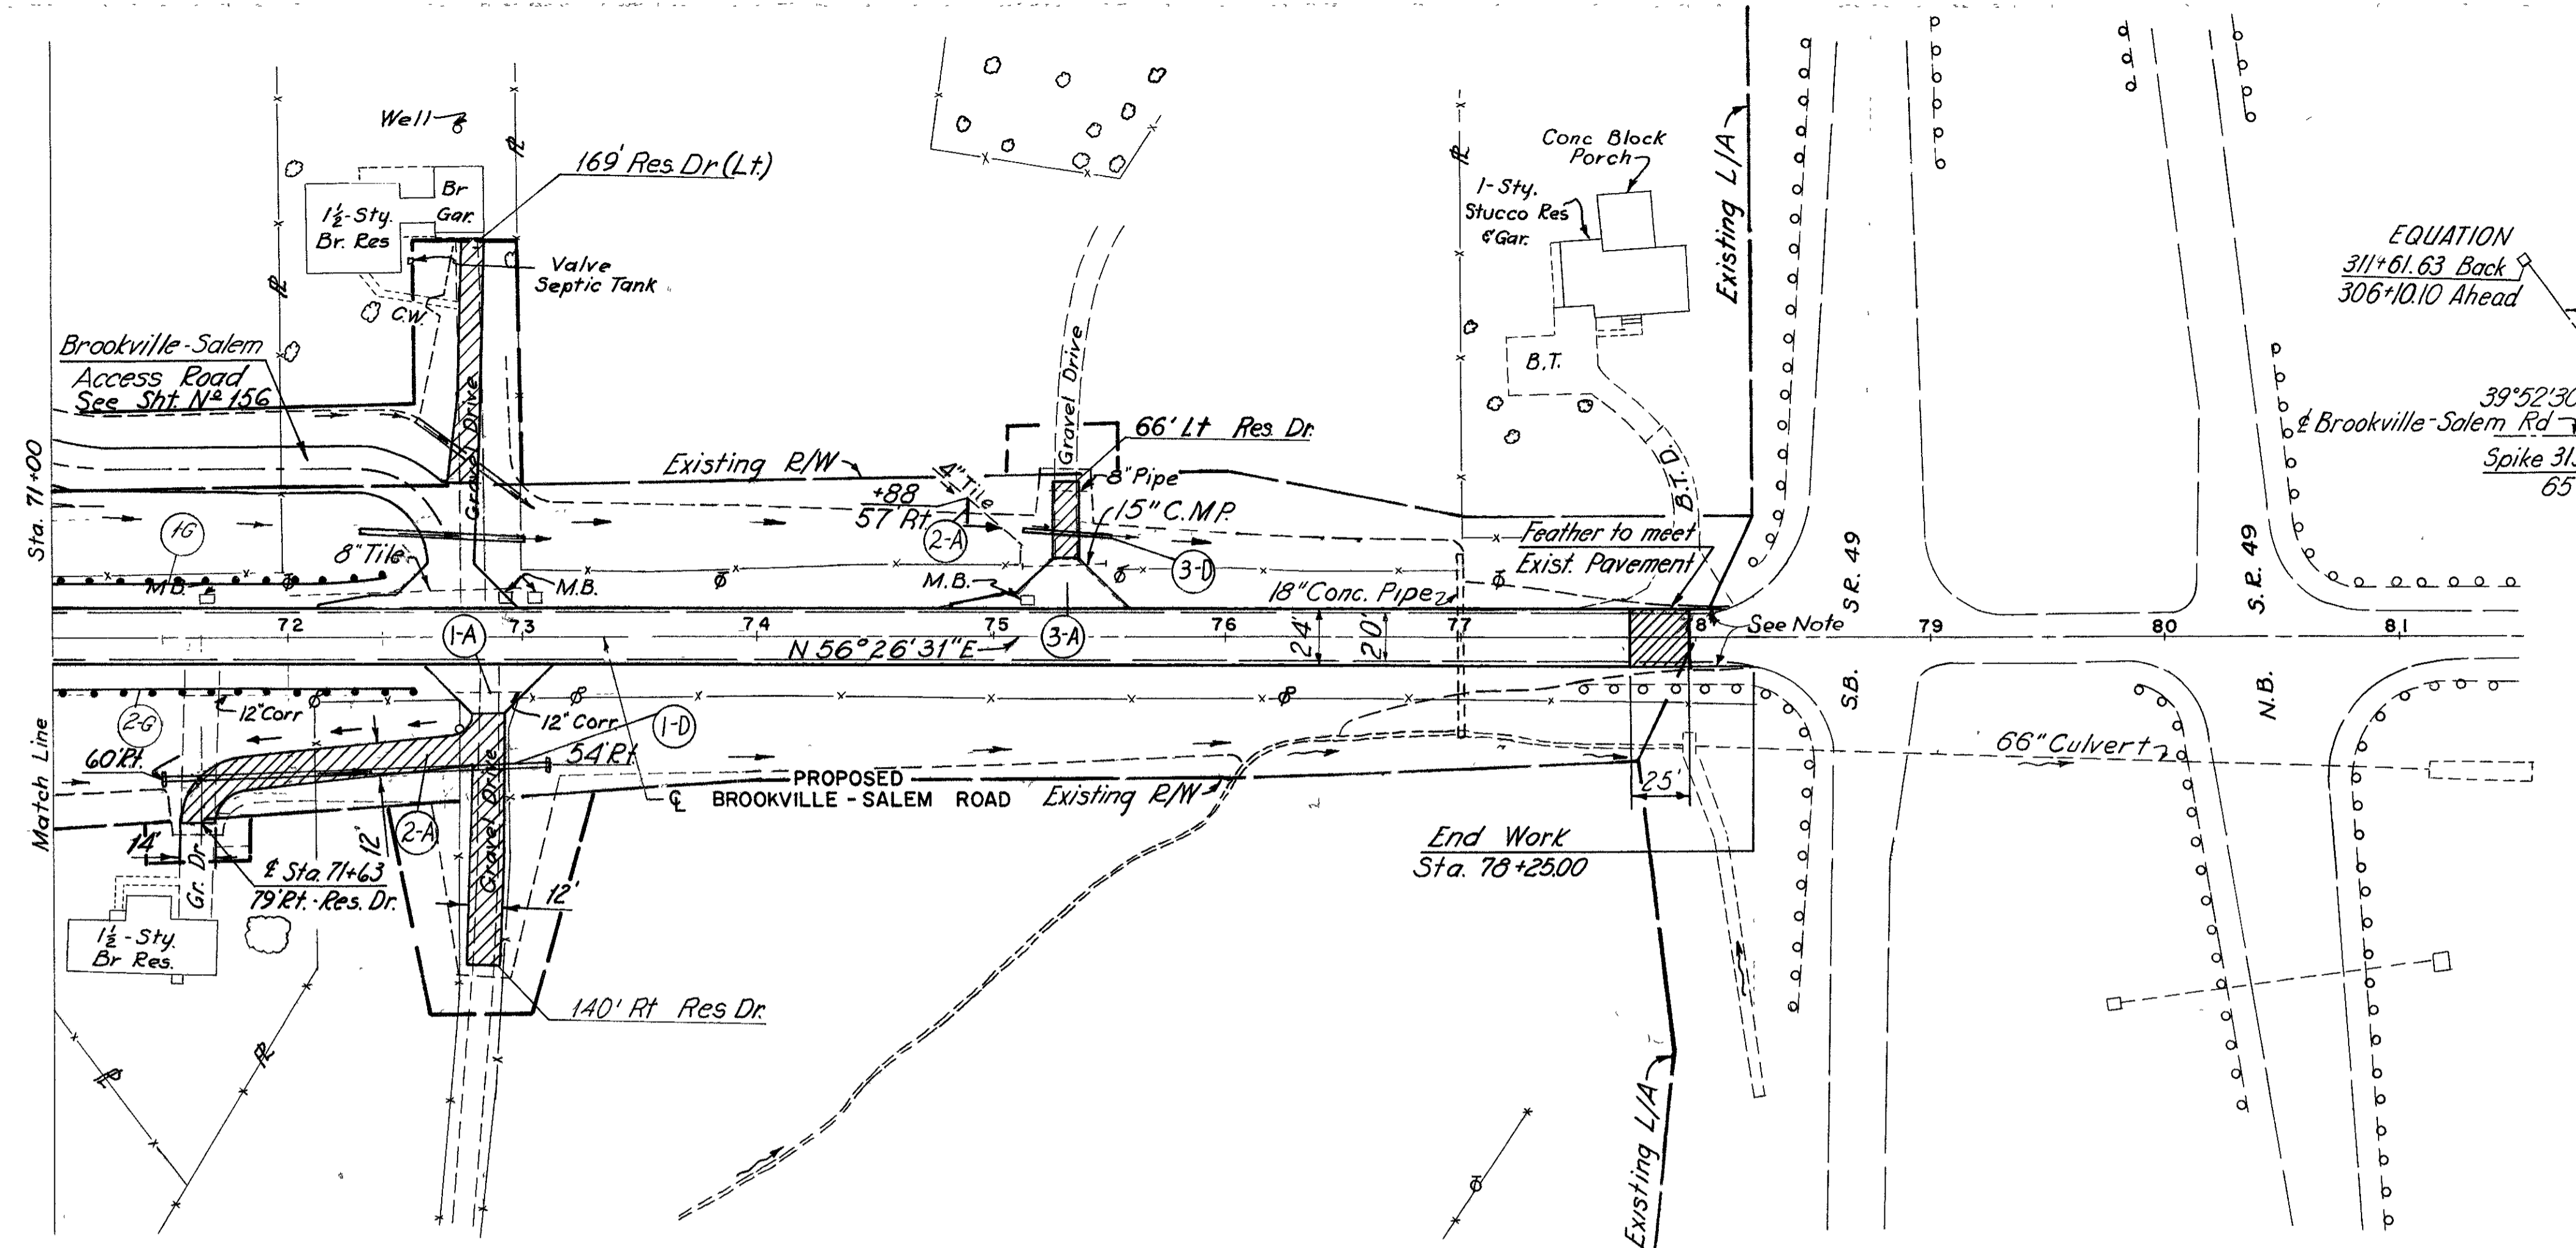 Well
169' Res. Dr (Lt.)
Br
Gar.
1½-Sty.
Br. Res
Valve
Septic Tank
C.W.
Brookville-Salem
Access Road
See Sht. Nº 156
Sta. 71+00
Match Line
Gravel Drive
Existing R/W
4" Tile
+88
57' Rt.
2-A
66' Lt Res. Dr.
Gravel Drive
8" Pipe
15" C.M.P.
3-D
Conc Block
Porch
1-Sty.
Stucco Res
& Gar.
B.T.
B.T.D.
Existing L/A
Feather to meet
Exist. Pavement
18" Conc. Pipe
1-G
8" Tile
M.B.
M.B.
M.B.
72
73
74
75
76
77
78
79
80
81
1-A
3-A
N 56° 26' 31" E
24'
20'
See Note
S.R. 49
S.B.
S.R. 49
N.B.
EQUATION
311+61.63 Back
306+10.10 Ahead
39°52'30
₵ Brookville-Salem Rd
Spike 31
65
2-G
12" Corr
12" Corr.
1-D
60' Rt.
54' Rt.
PROPOSED
℄ BROOKVILLE - SALEM ROAD
Existing R/W
66" Culvert
25'
End Work
Sta. 78+25.00
14'
12'
2-A
Gr. Dr.
₵ Sta. 71+63
79' Rt. - Res. Dr.
Gravel Drive
12'
1½-Sty.
Br Res.
140' Rt Res Dr.
Existing L/A